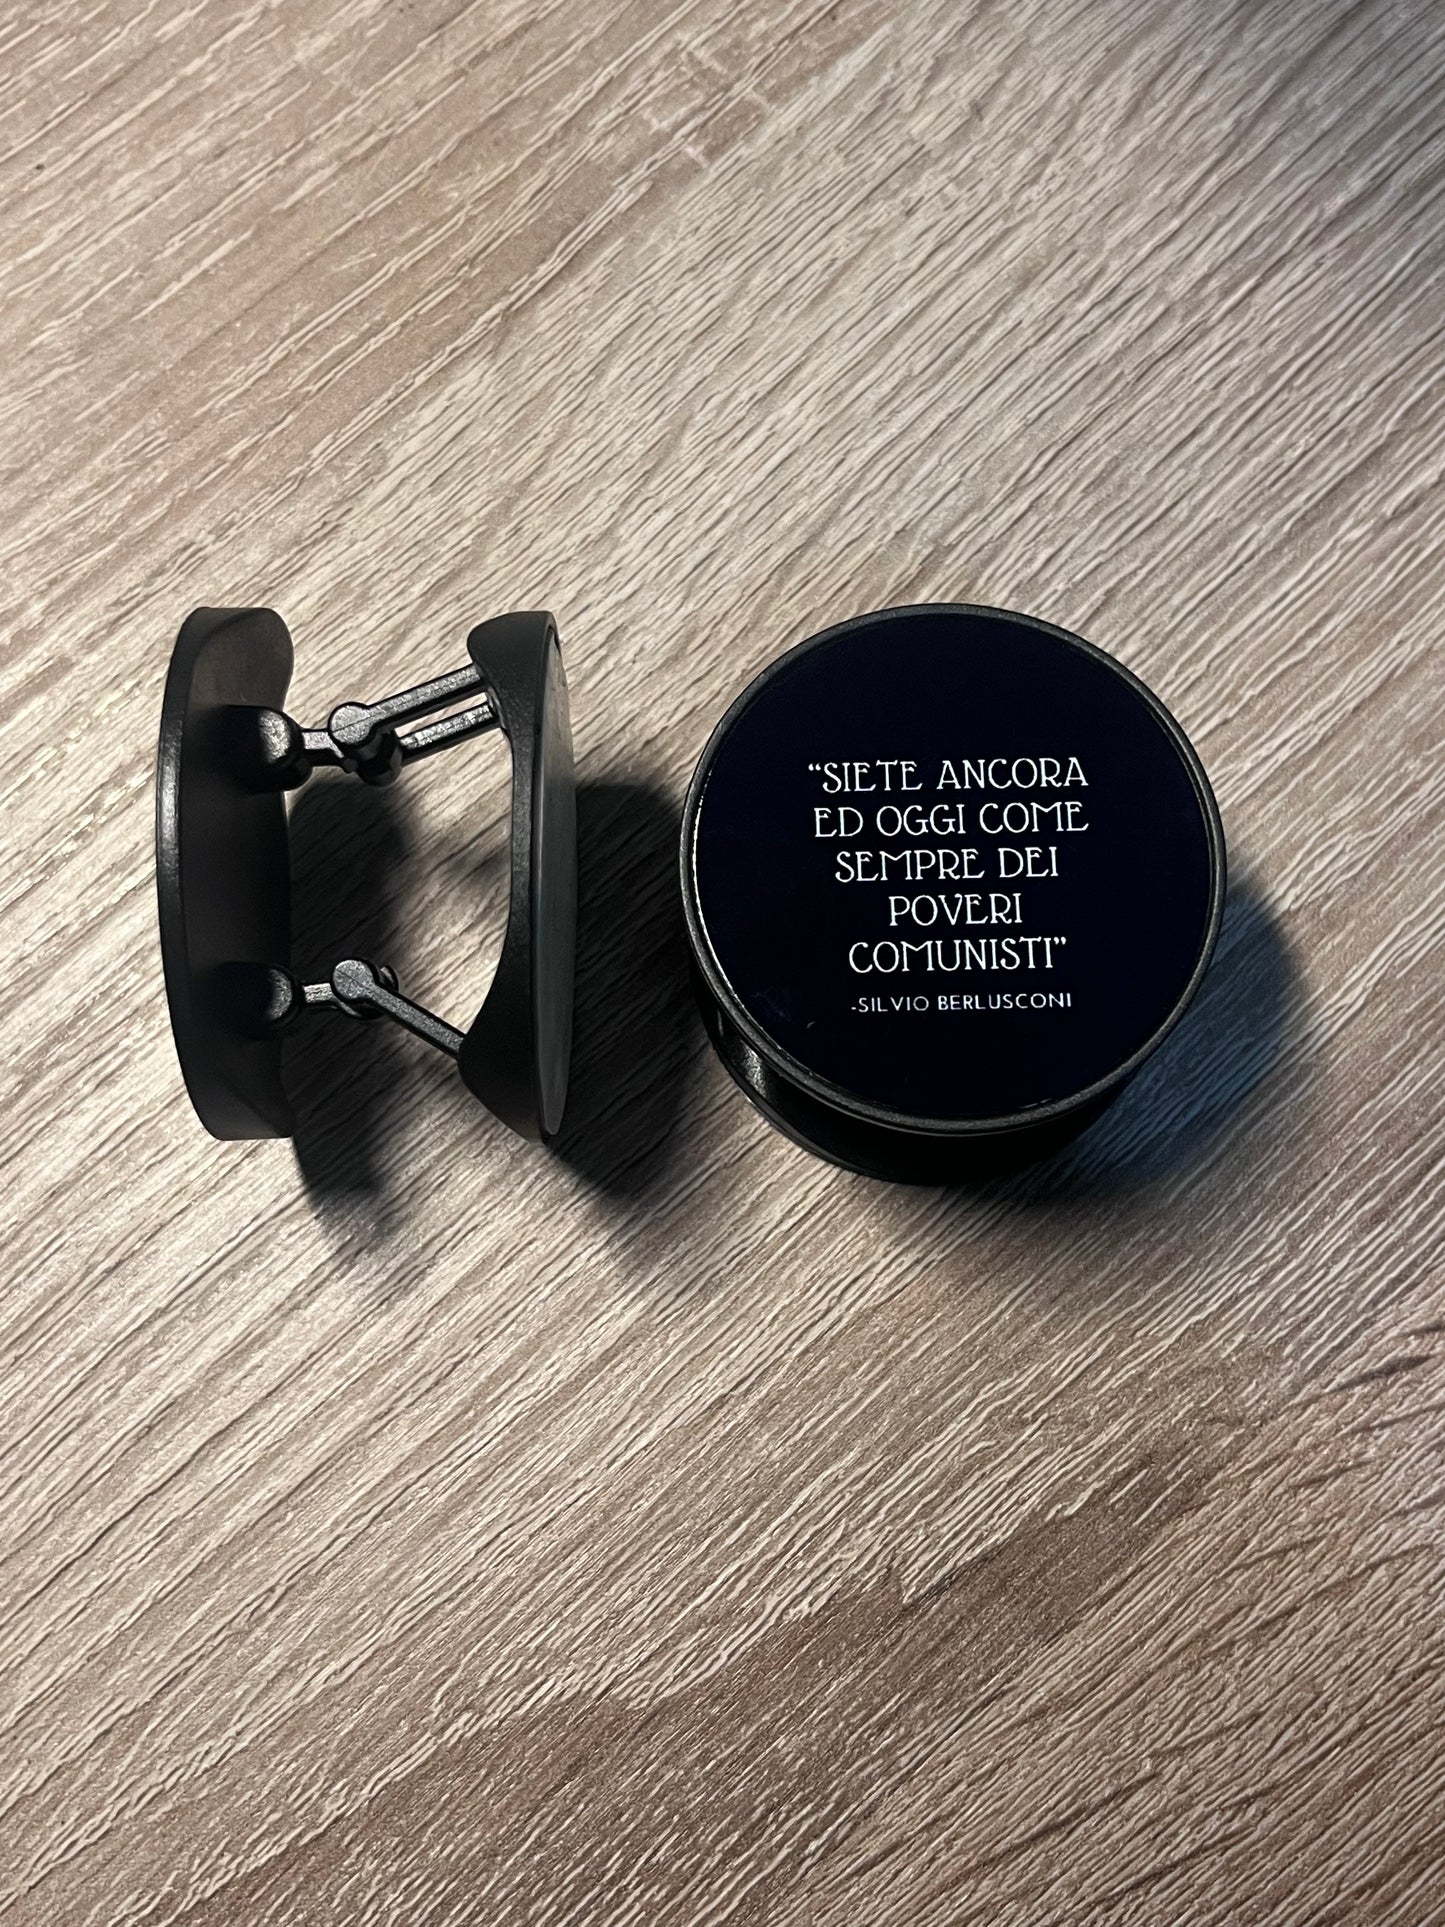 “SIETE ANCORA
ED OGGI COME
SEMPRE DEI
POVERI
COMUNISTI”
-SILVIO BERLUSCONI